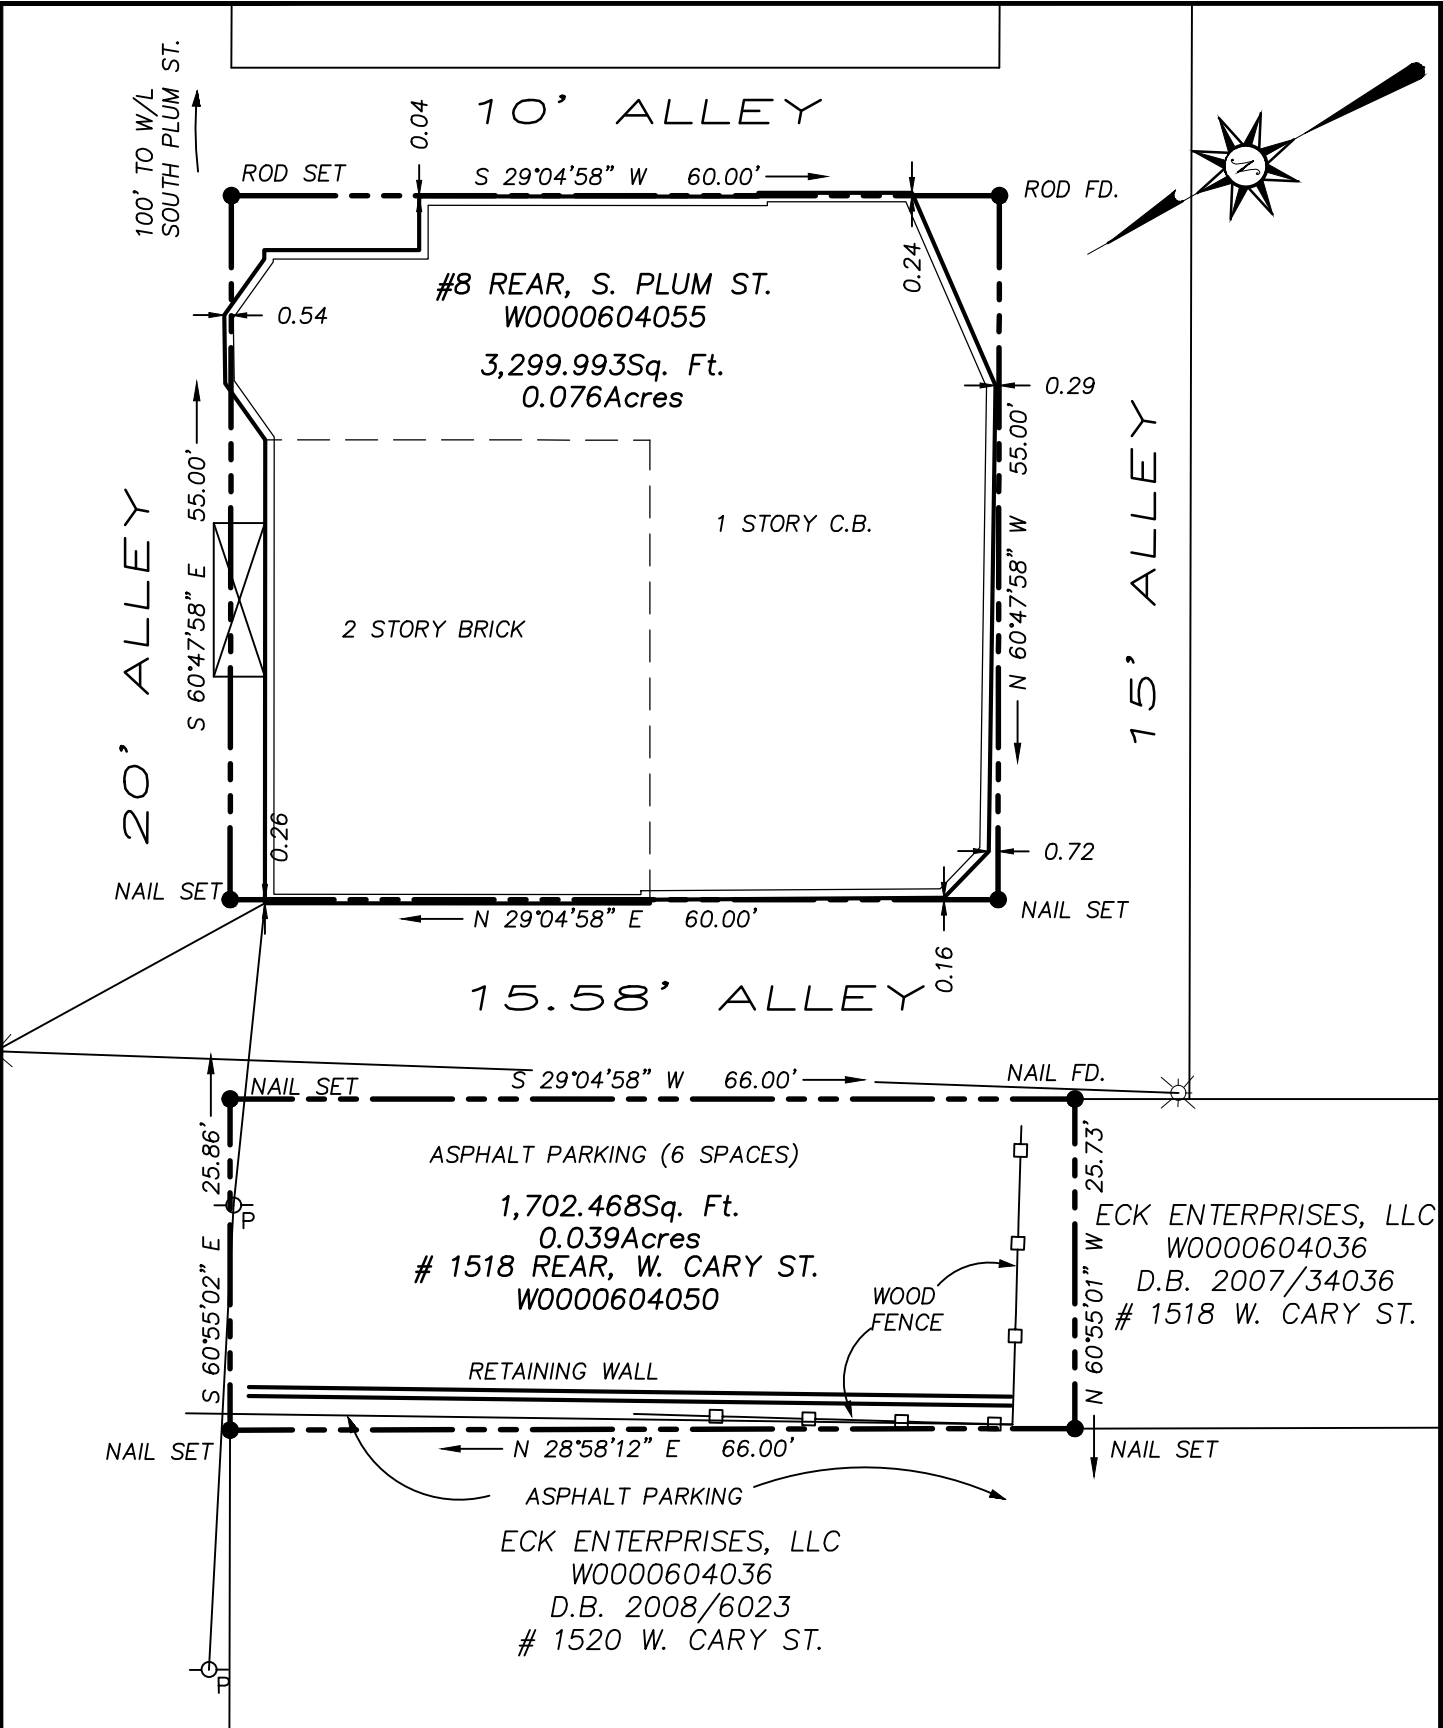 100' TO W/L
SOUTH PLUM ST.
10' ALLEY
0.04
ROD SET
S 29°04'58" W 60.00'
ROD FD.
N
0.24
#8 REAR, S. PLUM ST.
W0000604055
3,299.993Sq. Ft.
0.076Acres
0.54
0.29
20' ALLEY
S 60°47'58" E 55.00'
1 STORY C.B.
2 STORY BRICK
N 60°47'58" W 55.00'
15' ALLEY
0.26
0.72
NAIL SET
N 29°04'58" E 60.00'
NAIL SET
0.16
15.58' ALLEY
NAIL SET
S 29°04'58" W 66.00'
NAIL FD.
S 60°55'02" E 25.86'
P
ASPHALT PARKING (6 SPACES)
1,702.468Sq. Ft.
0.039Acres
# 1518 REAR, W. CARY ST.
W0000604050
WOOD
FENCE
RETAINING WALL
N 60°55'01" W 25.73'
ECK ENTERPRISES, LLC
W0000604036
D.B. 2007/34036
# 1518 W. CARY ST.
NAIL SET
N 28°58'12" E 66.00'
NAIL SET
ASPHALT PARKING
ECK ENTERPRISES, LLC
W0000604036
D.B. 2008/6023
# 1520 W. CARY ST.
P